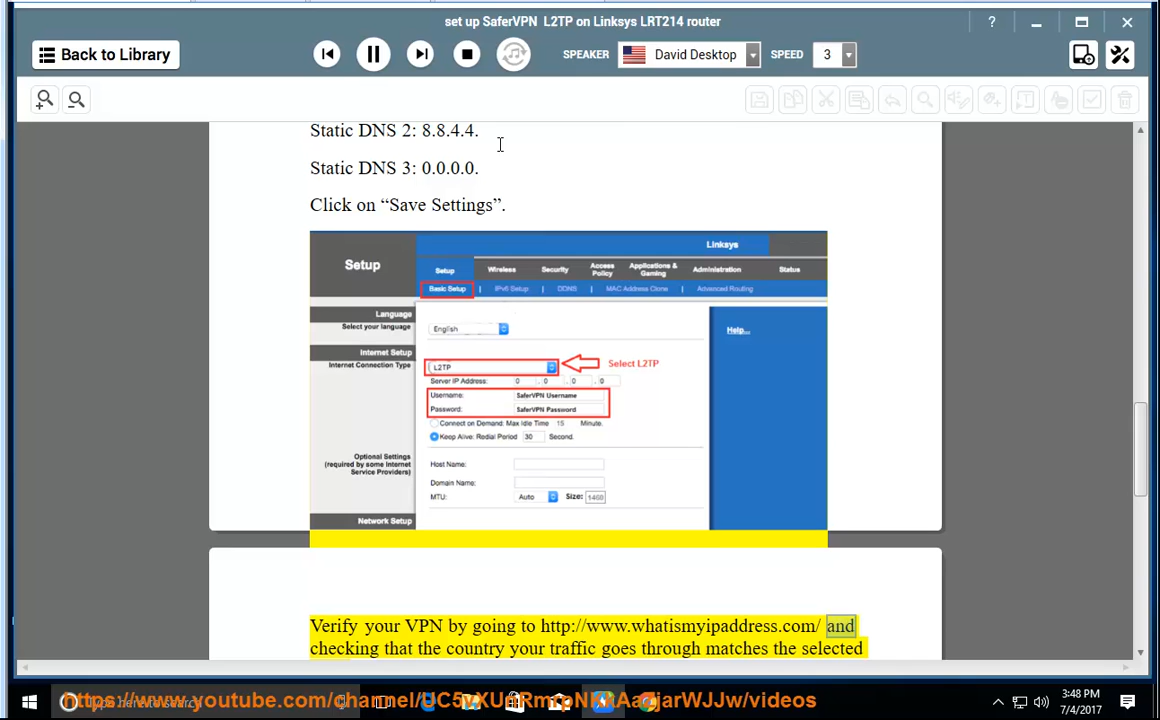 set up SaferVPN L2TP on Linksys LRT214 router
?
Back to Library
SPEAKER
David Desktop
SPEED
3
Static DNS 2: 8.8.4.4.
Static DNS 3: 0.0.0.0.
Click on “Save Settings”.
Linksys
Setup
Setup
Wireless
Security
Access Policy
Applications & Gaming
Administration
Status
Basic Setup | IPv6 Setup | DDNS | MAC Address Clone | Advanced Routing
Language
Select your language
English
Help...
Internet Setup
Internet Connection Type
L2TP
Select L2TP
Server IP Address: 0 . 0 . 0 . 0
Username: SaferVPN Username
Password: SaferVPN Password
Connect on Demand: Max Idle Time 15 Minute.
Keep Alive: Redial Period 30 Second.
Optional Settings
(required by some Internet
Service Providers)
Host Name:
Domain Name:
MTU: Auto Size: 1460
Network Setup
Verify your VPN by going to http://www.whatismyipaddress.com/ and
checking that the country your traffic goes through matches the selected
3:48 PM
7/4/2017